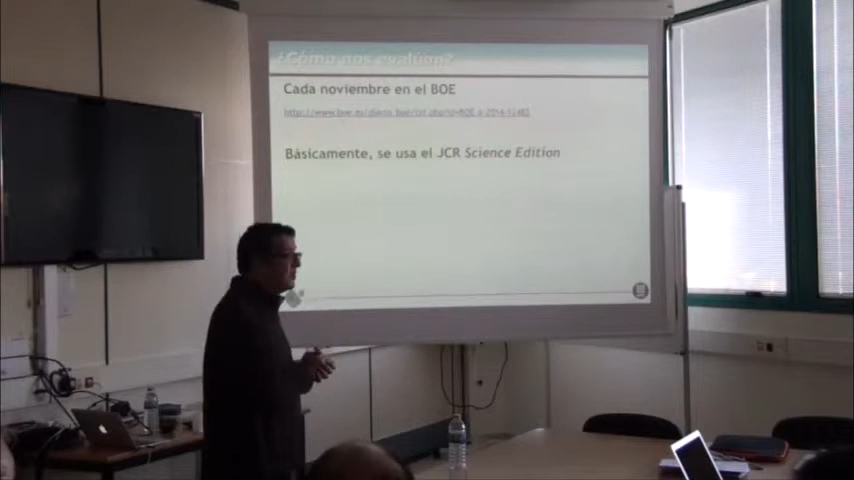 ¿Cómo nos evalúan?
Cada noviembre en el BOE
Básicamente, se usa el JCR Science Edition